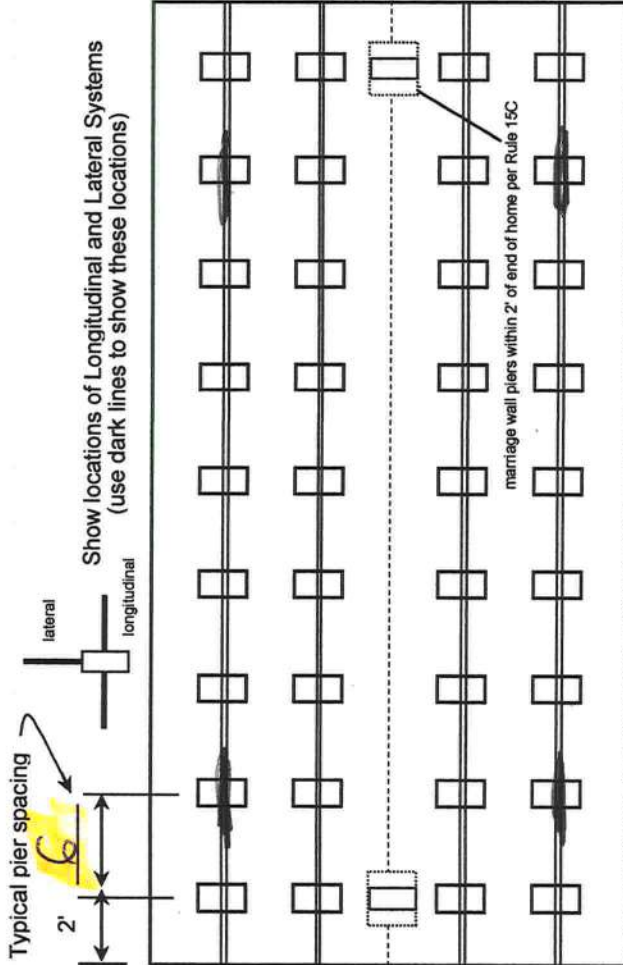 Typical pier spacing
6
2'
lateral
longitudinal
Show locations of Longitudinal and Lateral Systems
(use dark lines to show these locations)
marriage wall piers within 2' of end of home per Rule 15C